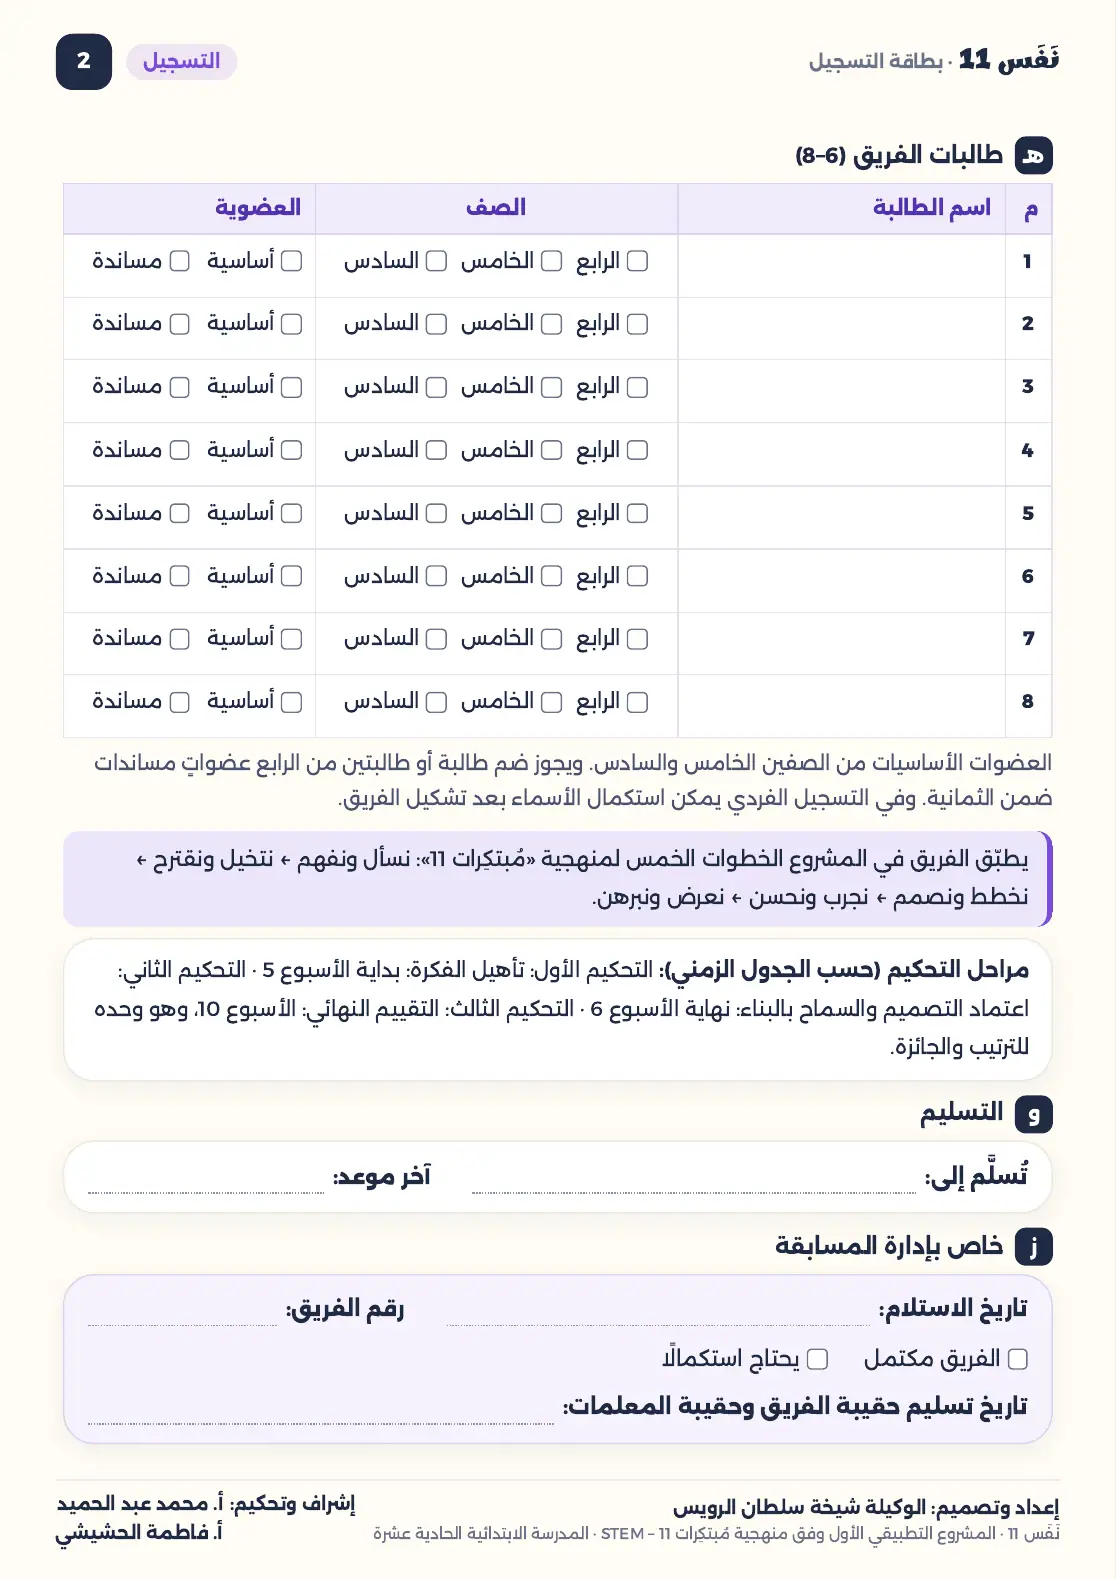 نَفَس 11 · بطاقة التسجيل
التسجيل
2
هـ طالبات الفريق (6–8)
م اسم الطالبة الصف العضوية
1 الرابع الخامس السادس أساسية مساندة
2 الرابع الخامس السادس أساسية مساندة
3 الرابع الخامس السادس أساسية مساندة
4 الرابع الخامس السادس أساسية مساندة
5 الرابع الخامس السادس أساسية مساندة
6 الرابع الخامس السادس أساسية مساندة
7 الرابع الخامس السادس أساسية مساندة
8 الرابع الخامس السادس أساسية مساندة
العضوات الأساسيات من الصفين الخامس والسادس. ويجوز ضم طالبة أو طالبتين من الرابع عضواتٍ مساندات
ضمن الثمانية. وفي التسجيل الفردي يمكن استكمال الأسماء بعد تشكيل الفريق.
يطبّق الفريق في المشروع الخطوات الخمس لمنهجية «مُبتكِرات 11»: نسأل ونفهم ← نتخيل ونقترح ←
نخطط ونصمم ← نجرب ونحسن ← نعرض ونبرهن.
مراحل التحكيم (حسب الجدول الزمني): التحكيم الأول: تأهيل الفكرة: بداية الأسبوع 5 · التحكيم الثاني:
اعتماد التصميم والسماح بالبناء: نهاية الأسبوع 6 · التحكيم الثالث: التقييم النهائي: الأسبوع 10، وهو وحده
للترتيب والجائزة.
و التسليم
تُسلَّم إلى: آخر موعد:
ز خاص بإدارة المسابقة
تاريخ الاستلام: رقم الفريق:
الفريق مكتمل يحتاج استكمالًا
تاريخ تسليم حقيبة الفريق وحقيبة المعلمات:
إعداد وتصميم: الوكيلة شيخة سلطان الرويس
نَفَس 11 · المشروع التطبيقي الأول وفق منهجية مُبتكِرات 11 – STEM · المدرسة الابتدائية الحادية عشرة
إشراف وتحكيم: أ. محمد عبد الحميد
أ. فاطمة الحشيشي